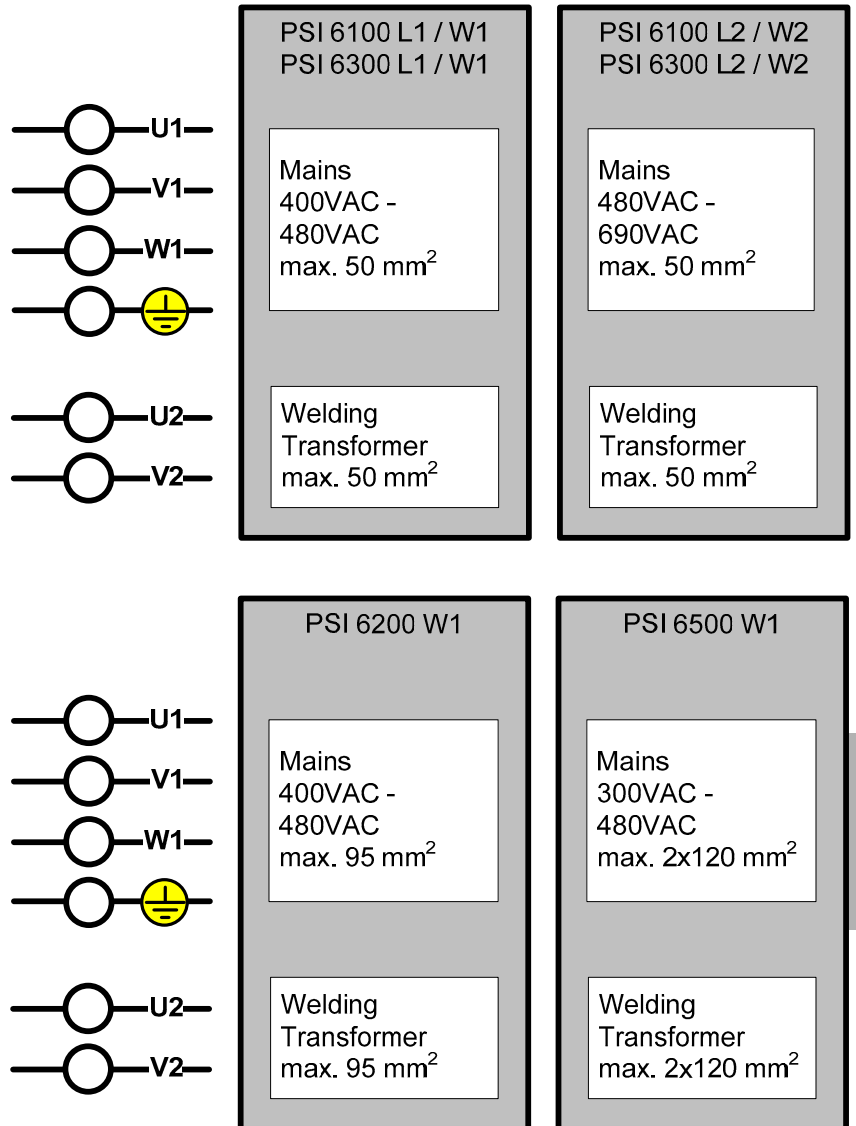 PSI 6100 L1 / W1
PSI 6300 L1 / W1
PSI 6100 L2 / W2
PSI 6300 L2 / W2
U1
V1
W1
Mains
400VAC -
480VAC
max. 50 mm²
Mains
480VAC -
690VAC
max. 50 mm²
U2
V2
Welding
Transformer
max. 50 mm²
Welding
Transformer
max. 50 mm²
PSI 6200 W1
PSI 6500 W1
U1
V1
W1
Mains
400VAC -
480VAC
max. 95 mm²
Mains
300VAC -
480VAC
max. 2x120 mm²
U2
V2
Welding
Transformer
max. 95 mm²
Welding
Transformer
max. 2x120 mm²